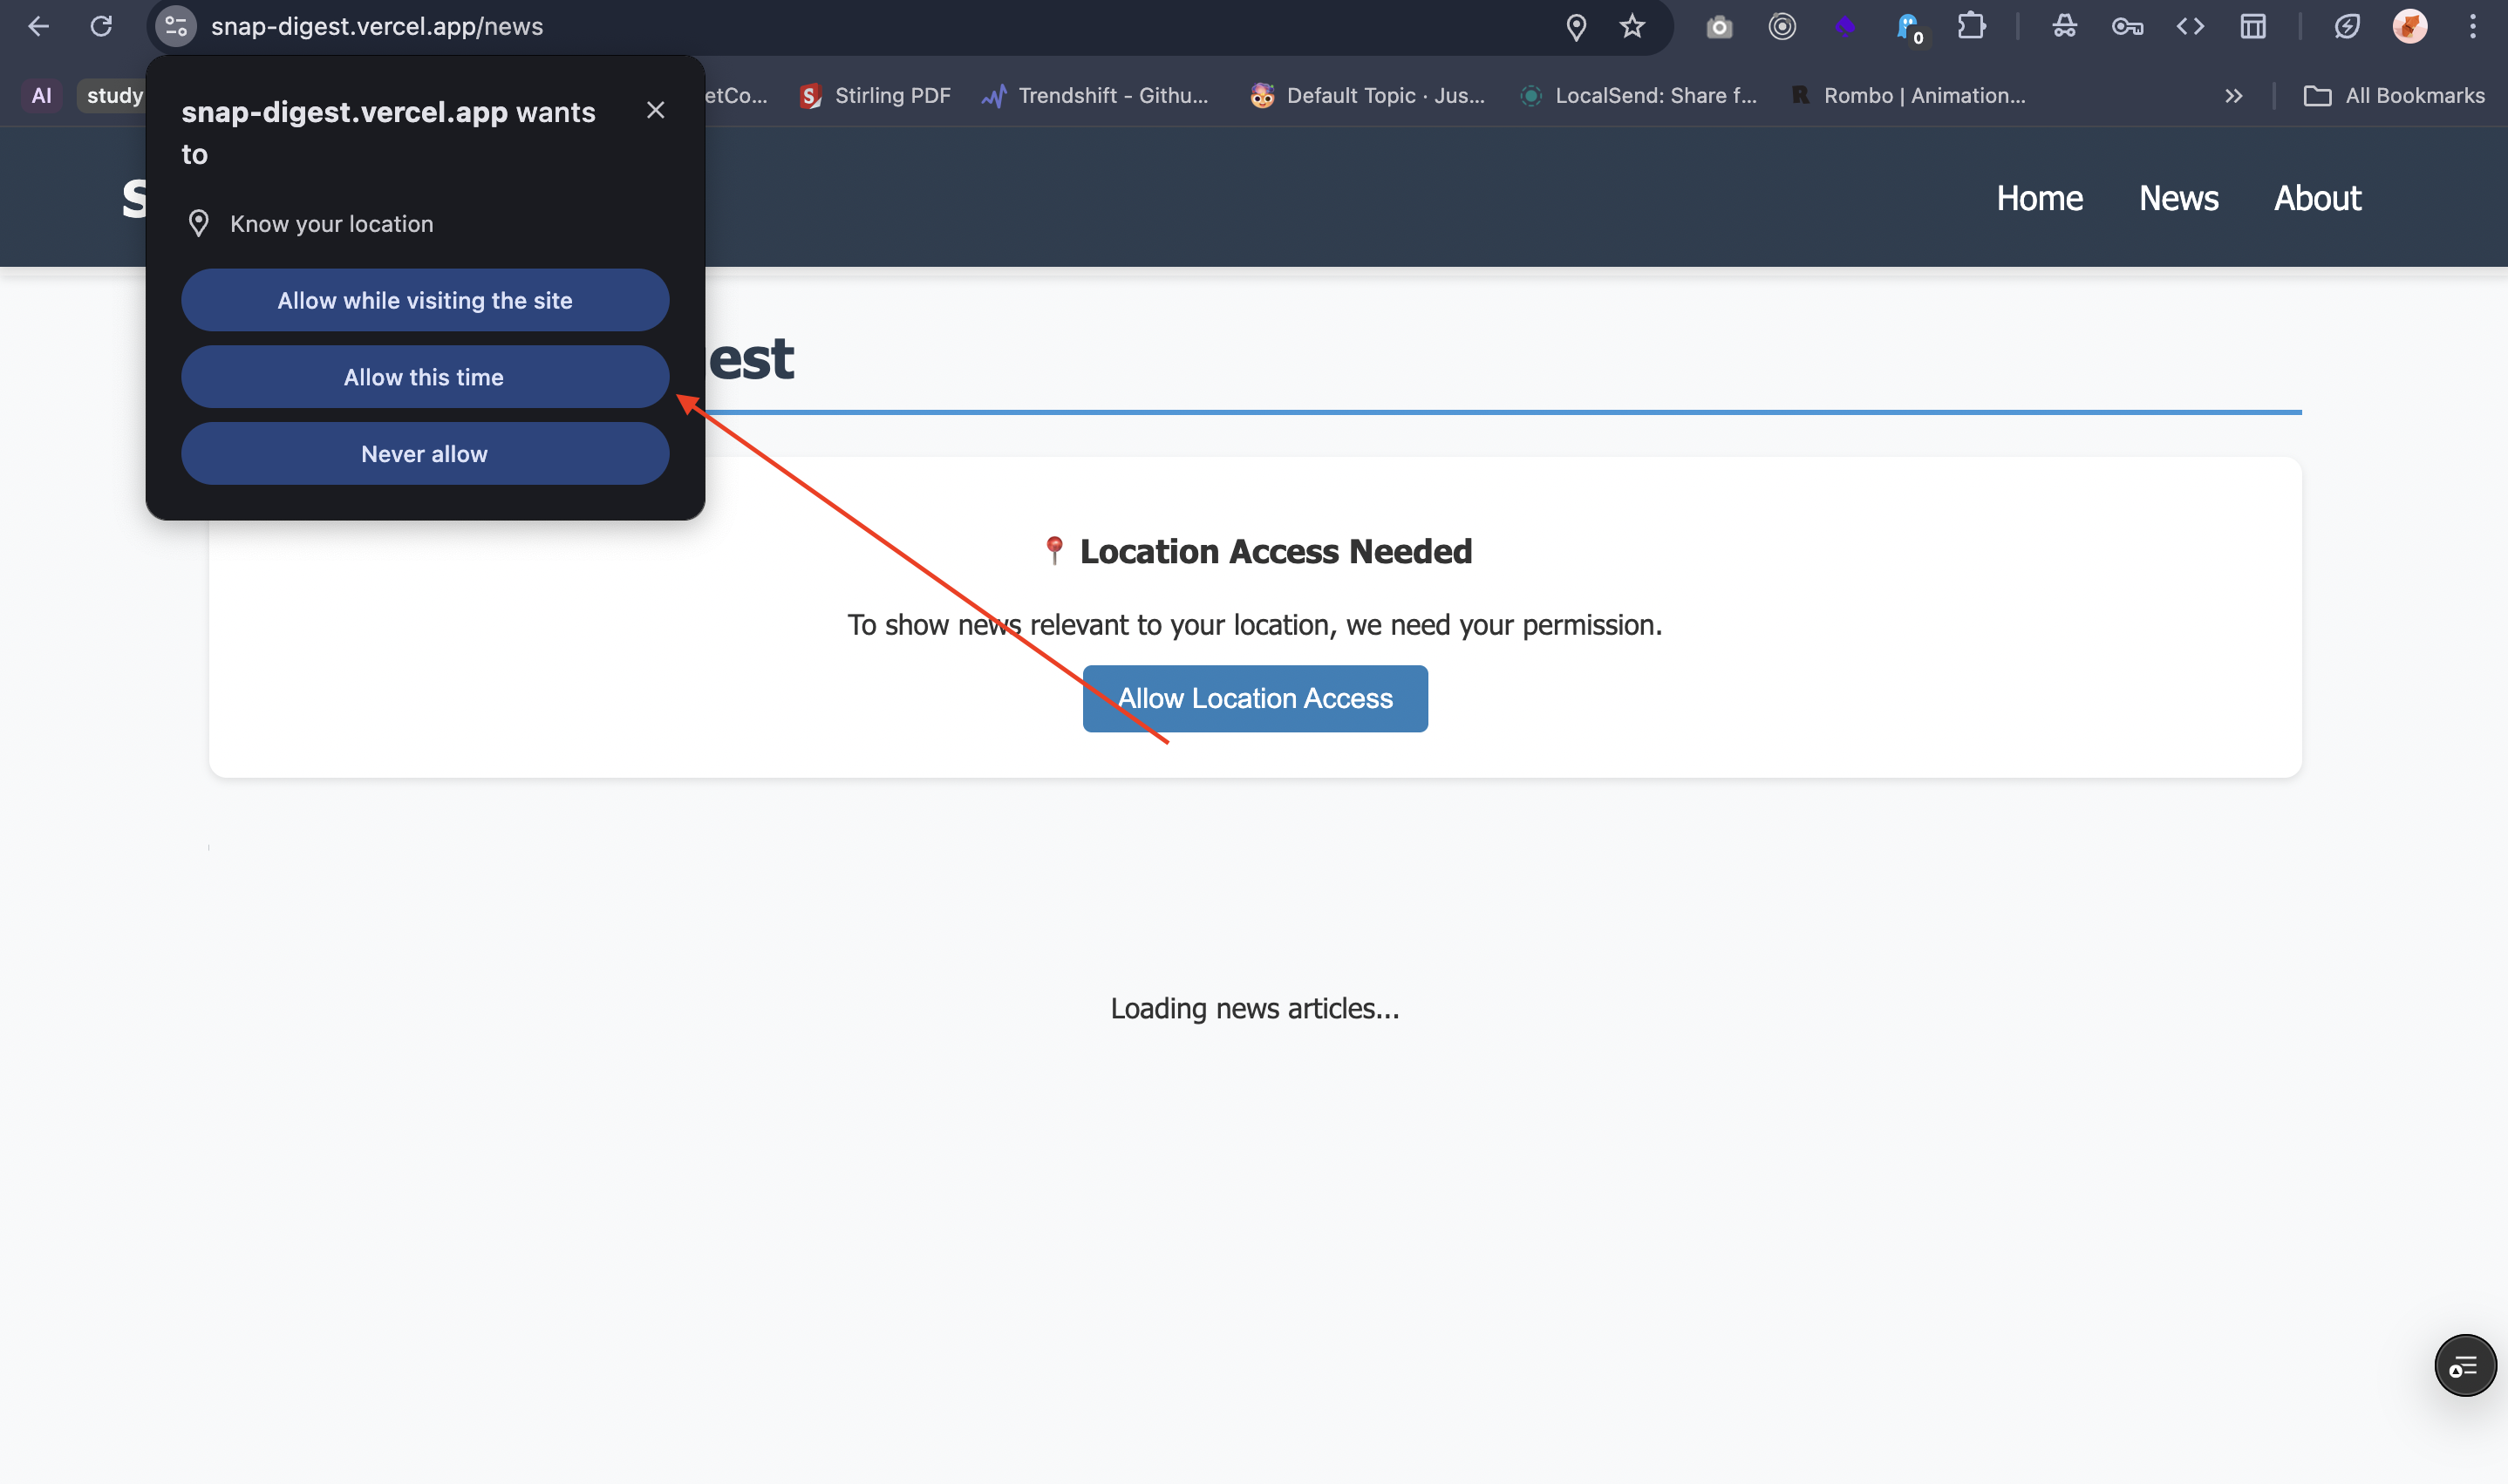 snap-digest.vercel.app/news
0
AI
study
etCo...
Stirling PDF
Trendshift - Githu...
Default Topic · Jus...
LocalSend: Share f...
R
Rombo | Animation...
All Bookmarks
snap-digest.vercel.app wants
to
Know your location
Allow while visiting the site
Allow this time
Never allow
S
Home
News
About
est
📍 Location Access Needed
To show news relevant to your location, we need your permission.
Allow Location Access
Loading news articles...